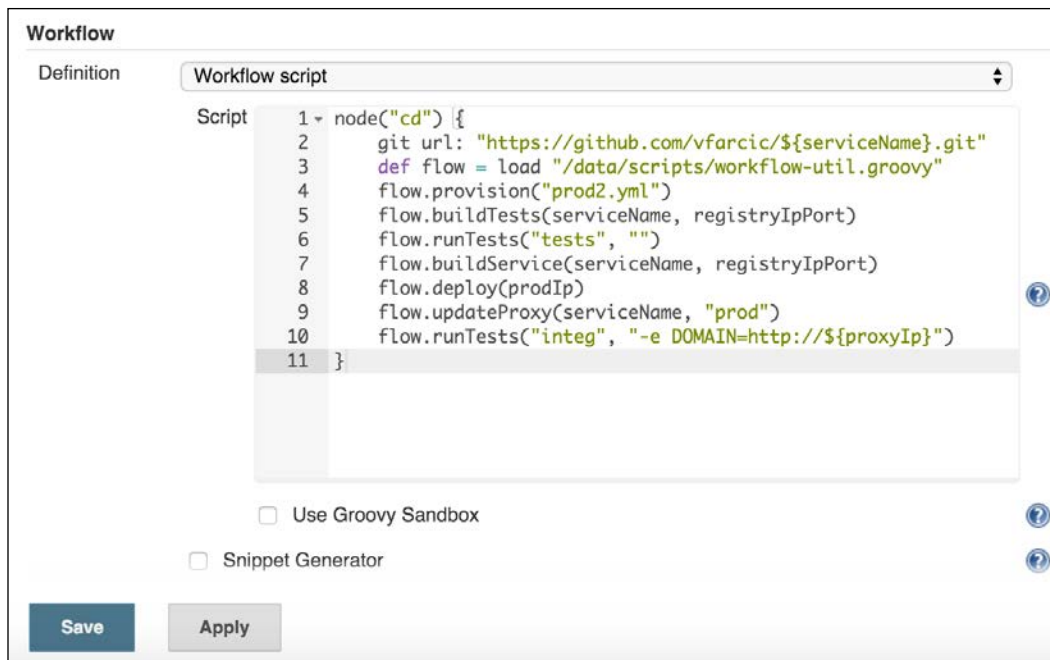 Workflow
Definition
Workflow script
Script
1 node("cd") {
2 git url: "https://github.com/vfarcic/${serviceName}.git"
3 def flow = load "/data/scripts/workflow-util.groovy"
4 flow.provision("prod2.yml")
5 flow.buildTests(serviceName, registryIpPort)
6 flow.runTests("tests", "")
7 flow.buildService(serviceName, registryIpPort)
8 flow.deploy(prodIp)
9 flow.updateProxy(serviceName, "prod")
10 flow.runTests("integ", "-e DOMAIN=http://${proxyIp}")
11 }
?
Use Groovy Sandbox
?
Snippet Generator
?
Save
Apply